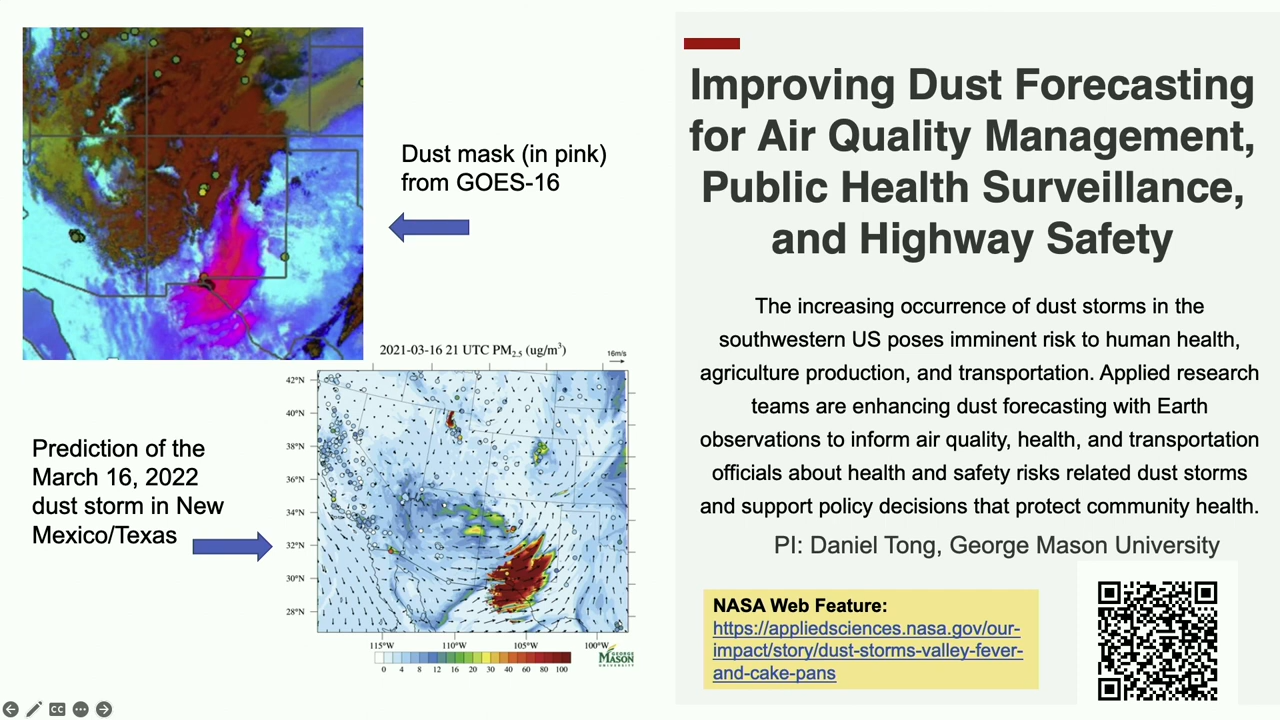 Dust mask (in pink)
from GOES-16
2021-03-16 21 UTC PM2.5 (ug/m3)
16m/s
42°N
40°N
38°N
36°N
34°N
32°N
30°N
28°N
115°W
110°W
105°W
100°W
0 4 8 12 16 20 30 40 60 80 100
GEORGE
MASON
UNIVERSITY
Prediction of the
March 16, 2022
dust storm in New
Mexico/Texas
Improving Dust Forecasting
for Air Quality Management,
Public Health Surveillance,
and Highway Safety
The increasing occurrence of dust storms in the
southwestern US poses imminent risk to human health,
agriculture production, and transportation. Applied research
teams are enhancing dust forecasting with Earth
observations to inform air quality, health, and transportation
officials about health and safety risks related dust storms
and support policy decisions that protect community health.
PI: Daniel Tong, George Mason University
NASA Web Feature:
https://appliedsciences.nasa.gov/our-
impact/story/dust-storms-valley-fever-
and-cake-pans
CC